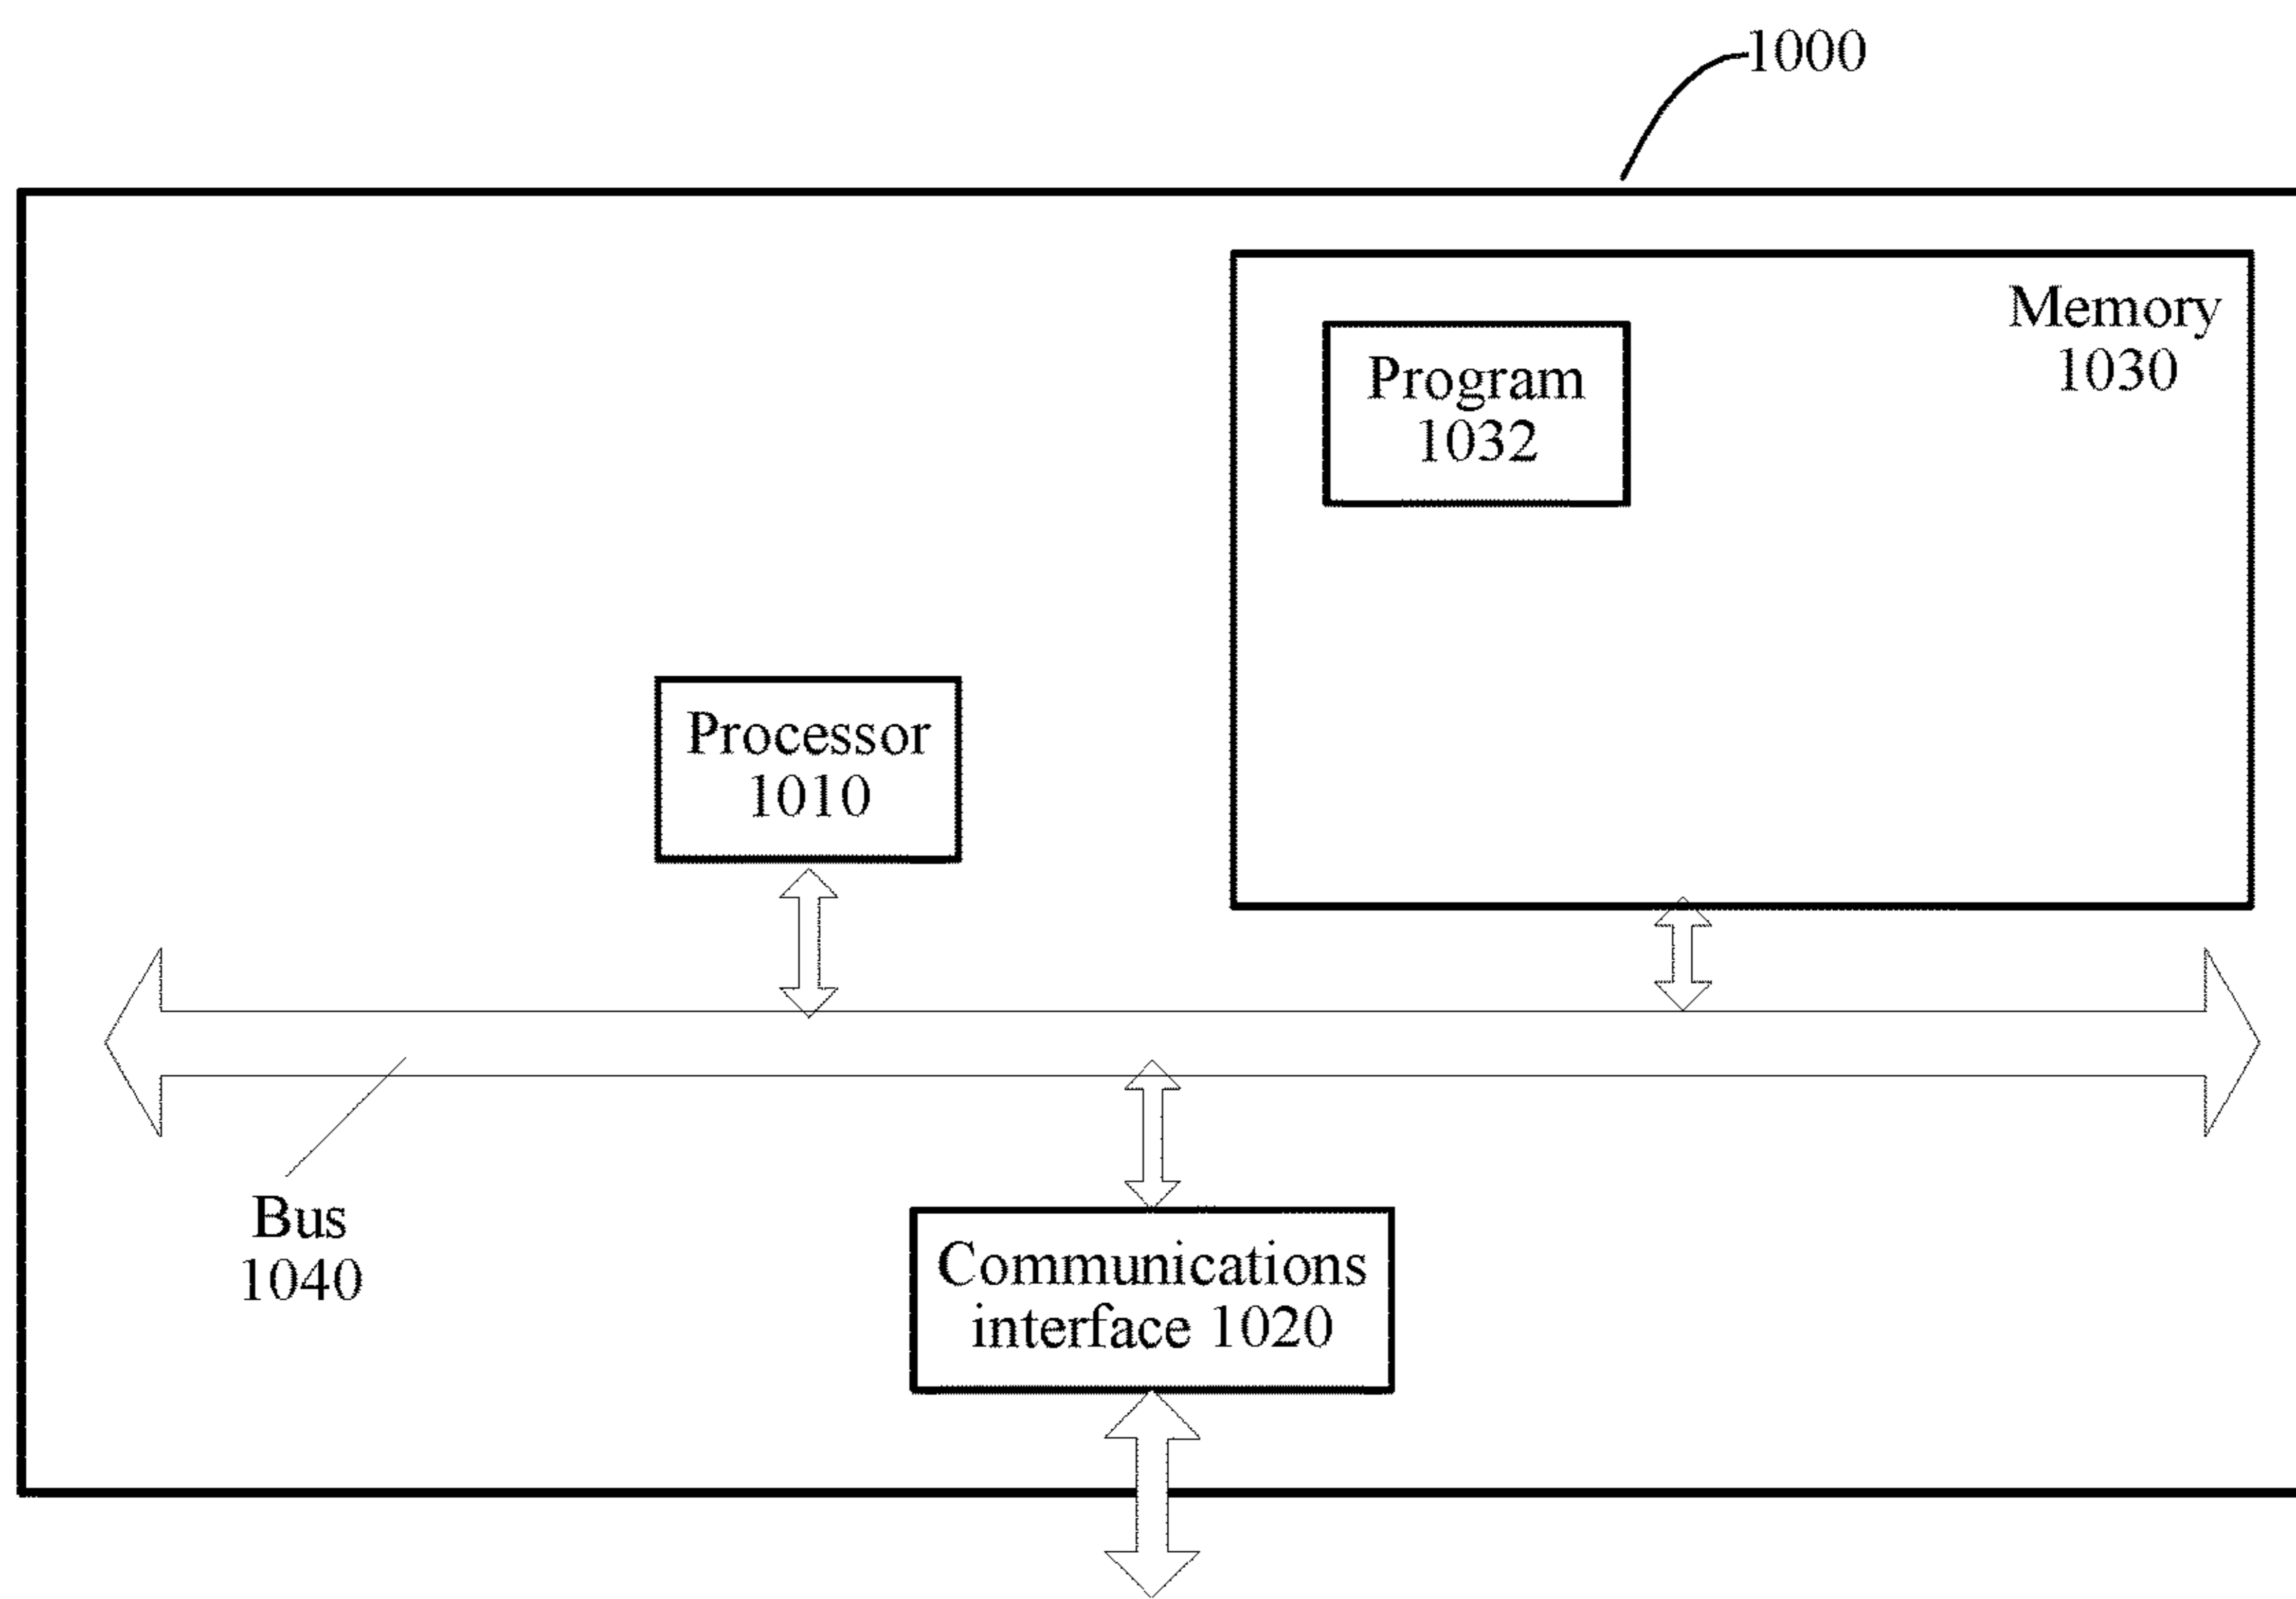 1000
Memory
1030
Program
1032
Processor
1010
Bus
1040
Communications
interface 1020